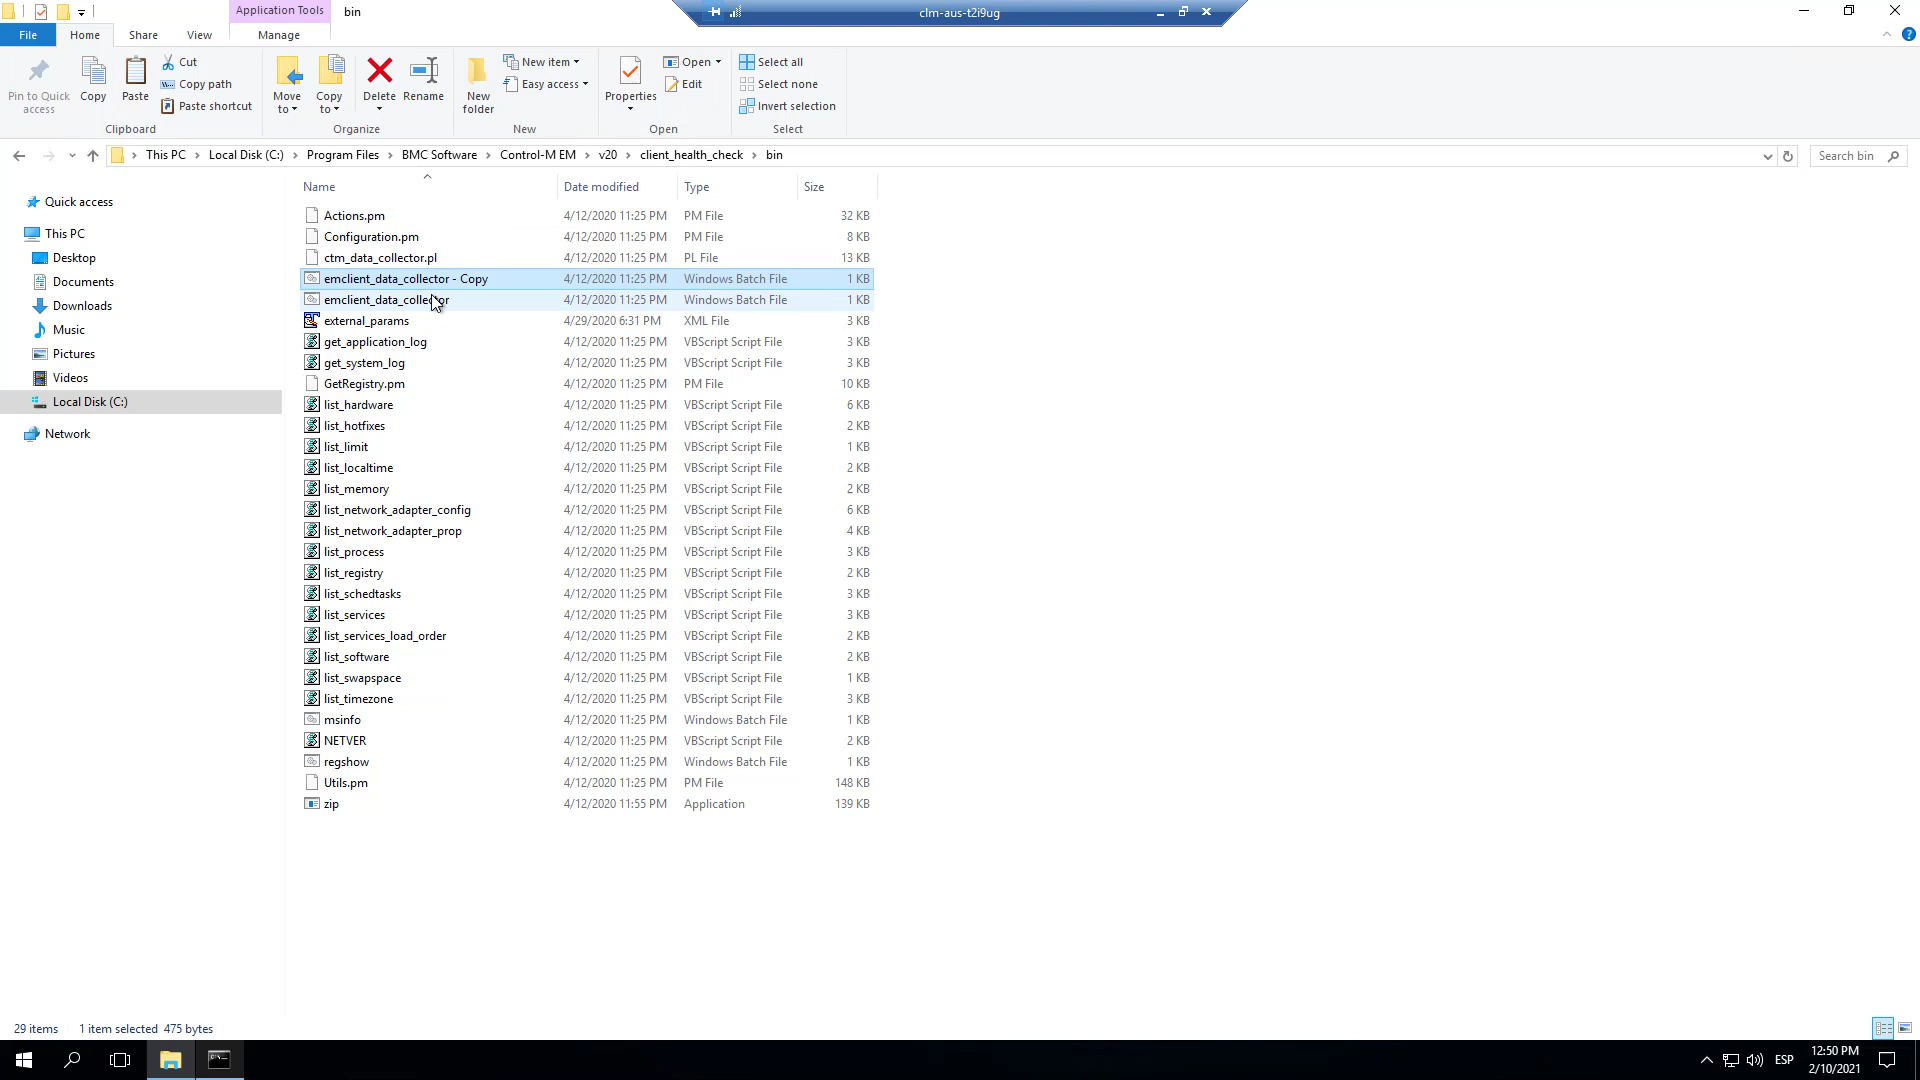 Application Tools
bin
clm-aus-t2i9ug
File
Home
Share
View
Manage
Pin to Quick access
Copy
Paste
Cut
Copy path
Paste shortcut
Clipboard
Move to
Copy to
Delete
Rename
Organize
New folder
New item
Easy access
New
Properties
Open
Edit
Open
Select all
Select none
Invert selection
Select
This PC
Local Disk (C:)
Program Files
BMC Software
Control-M EM
v20
client_health_check
bin
Search bin
Quick access
This PC
Desktop
Documents
Downloads
Music
Pictures
Videos
Local Disk (C:)
Network
Name Date modified Type Size
Actions.pm 4/12/2020 11:25 PM PM File 32 KB
Configuration.pm 4/12/2020 11:25 PM PM File 8 KB
ctm_data_collector.pl 4/12/2020 11:25 PM PL File 13 KB
emclient_data_collector - Copy 4/12/2020 11:25 PM Windows Batch File 1 KB
emclient_data_collector 4/12/2020 11:25 PM Windows Batch File 1 KB
external_params 4/29/2020 6:31 PM XML File 3 KB
get_application_log 4/12/2020 11:25 PM VBScript Script File 3 KB
get_system_log 4/12/2020 11:25 PM VBScript Script File 3 KB
GetRegistry.pm 4/12/2020 11:25 PM PM File 10 KB
list_hardware 4/12/2020 11:25 PM VBScript Script File 6 KB
list_hotfixes 4/12/2020 11:25 PM VBScript Script File 2 KB
list_limit 4/12/2020 11:25 PM VBScript Script File 1 KB
list_localtime 4/12/2020 11:25 PM VBScript Script File 2 KB
list_memory 4/12/2020 11:25 PM VBScript Script File 2 KB
list_network_adapter_config 4/12/2020 11:25 PM VBScript Script File 6 KB
list_network_adapter_prop 4/12/2020 11:25 PM VBScript Script File 4 KB
list_process 4/12/2020 11:25 PM VBScript Script File 3 KB
list_registry 4/12/2020 11:25 PM VBScript Script File 2 KB
list_schedtasks 4/12/2020 11:25 PM VBScript Script File 3 KB
list_services 4/12/2020 11:25 PM VBScript Script File 3 KB
list_services_load_order 4/12/2020 11:25 PM VBScript Script File 2 KB
list_software 4/12/2020 11:25 PM VBScript Script File 2 KB
list_swapspace 4/12/2020 11:25 PM VBScript Script File 1 KB
list_timezone 4/12/2020 11:25 PM VBScript Script File 3 KB
msinfo 4/12/2020 11:25 PM Windows Batch File 1 KB
NETVER 4/12/2020 11:25 PM VBScript Script File 2 KB
regshow 4/12/2020 11:25 PM Windows Batch File 1 KB
Utils.pm 4/12/2020 11:25 PM PM File 148 KB
zip 4/12/2020 11:55 PM Application 139 KB
29 items 1 item selected 475 bytes
ESP
12:50 PM
2/10/2021